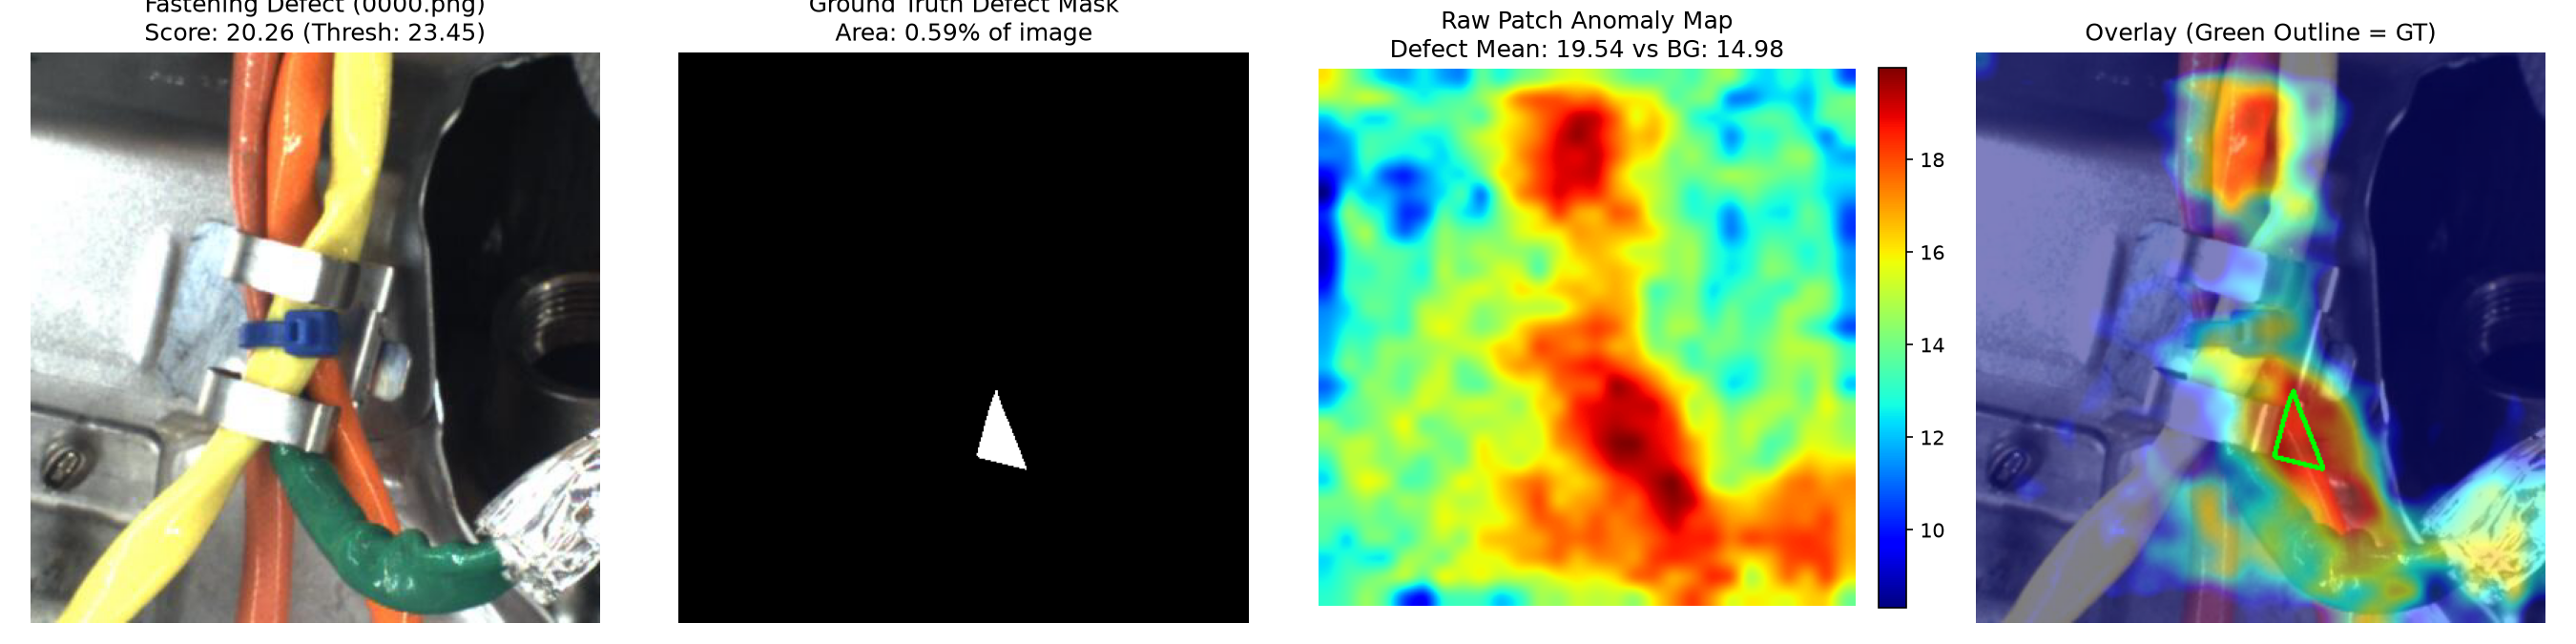 Fastening Defect (0000.png)
Score: 20.26 (Thresh: 23.45)
Ground Truth Defect Mask
Area: 0.59% of image
Raw Patch Anomaly Map
Defect Mean: 19.54 vs BG: 14.98
18
16
14
12
10
Overlay (Green Outline = GT)